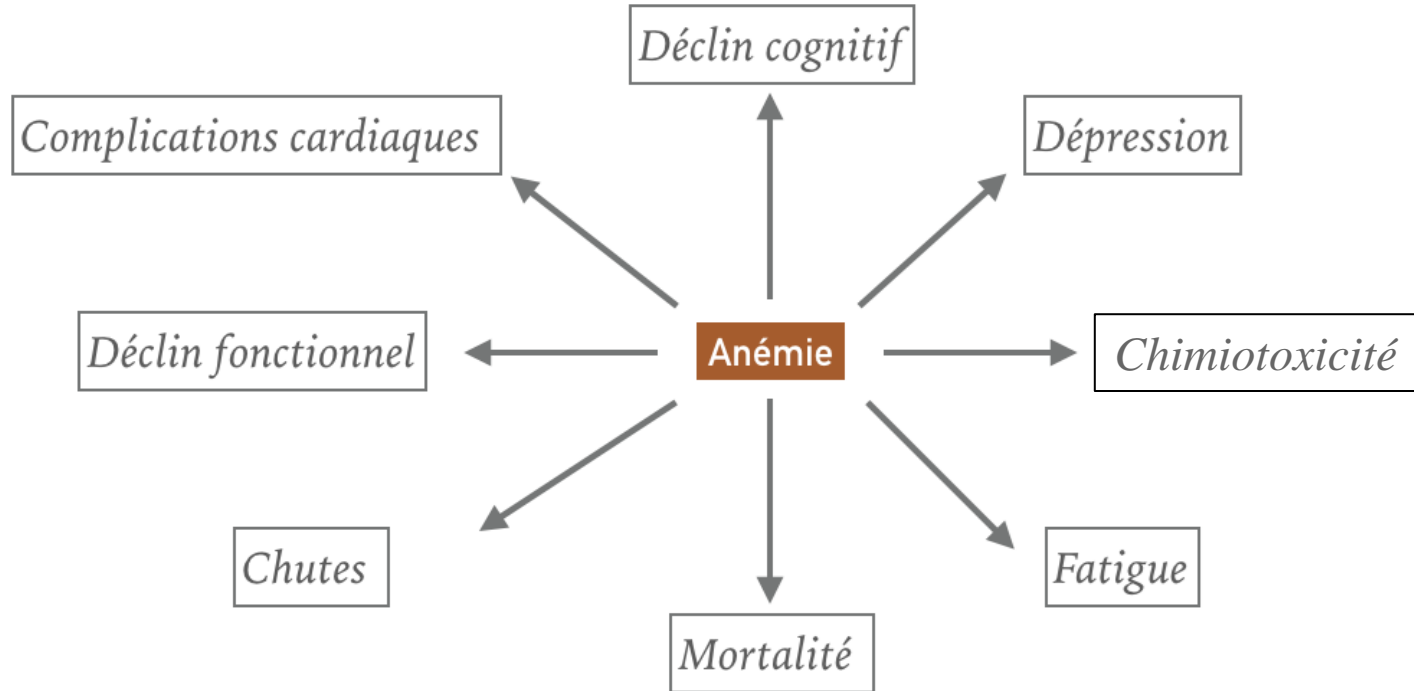 Déclin cognitif
Complications cardiaques
Dépression
Déclin fonctionnel
Anémie
Chimiotoxicité
Chutes
Fatigue
Mortalité